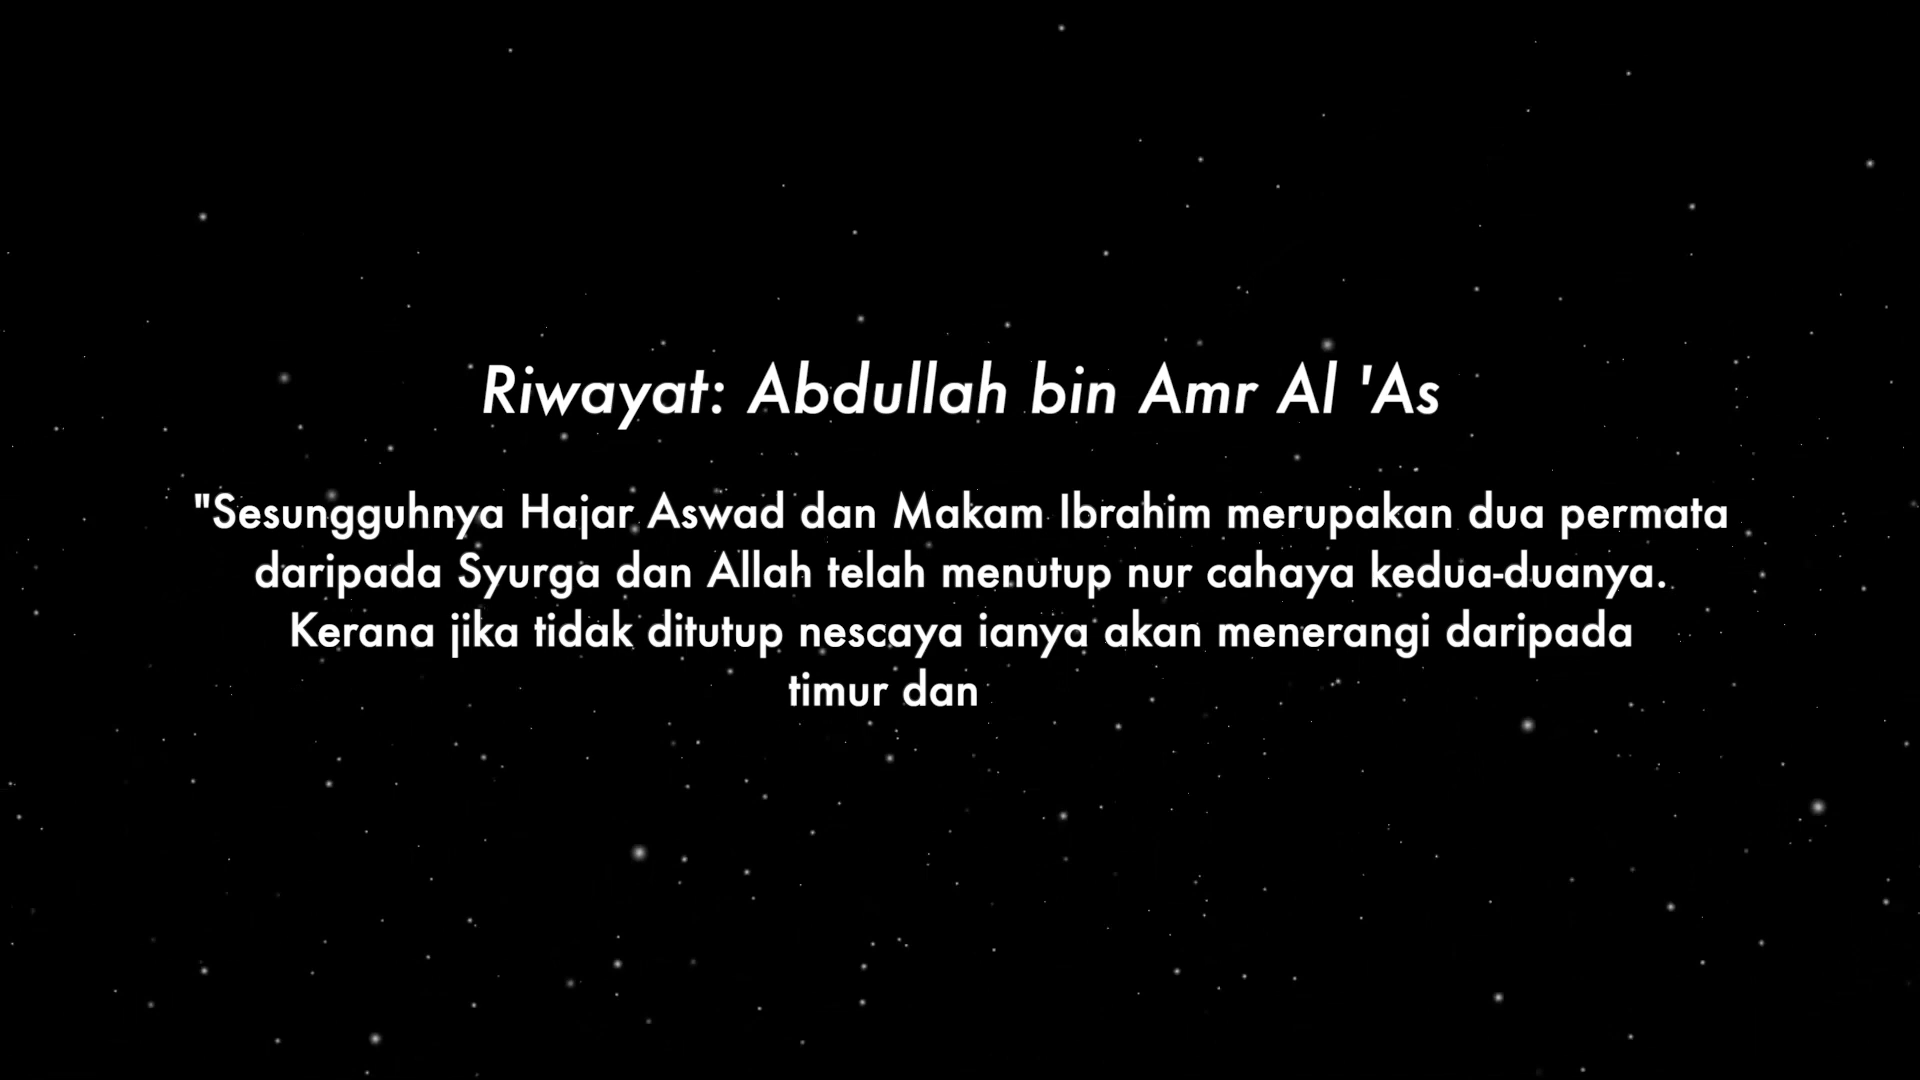 Riwayat: Abdullah bin Amr Al 'As
"Sesungguhnya Hajar Aswad dan Makam Ibrahim merupakan dua permata
daripada Syurga dan Allah telah menutup nur cahaya kedua-duanya.
Kerana jika tidak ditutup nescaya ianya akan menerangi daripada
timur dan